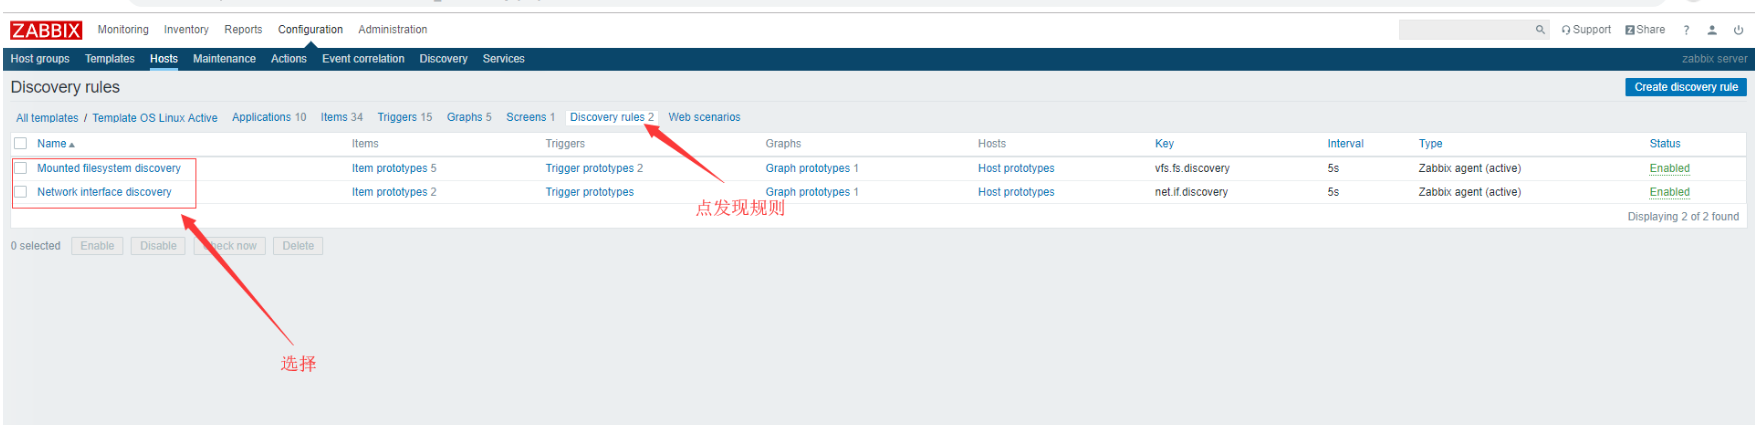 ZABBIX Monitoring Inventory Reports Configuration Administration Support Share ?
Host groups Templates Hosts Maintenance Actions Event correlation Discovery Services zabbix server
Discovery rules Create discovery rule
All templates / Template OS Linux Active Applications 10 Items 34 Triggers 15 Graphs 5 Screens 1 Discovery rules 2 Web scenarios
Name Items Triggers Graphs Hosts Key Interval Type Status
Mounted filesystem discovery Item prototypes 5 Trigger prototypes 2 Graph prototypes 1 Host prototypes vfs.fs.discovery 5s Zabbix agent (active) Enabled
Network interface discovery Item prototypes 2 Trigger prototypes Graph prototypes 1 Host prototypes net.if.discovery 5s Zabbix agent (active) Enabled
点发现规则
Displaying 2 of 2 found
0 selected Enable Disable Check now Delete
选择